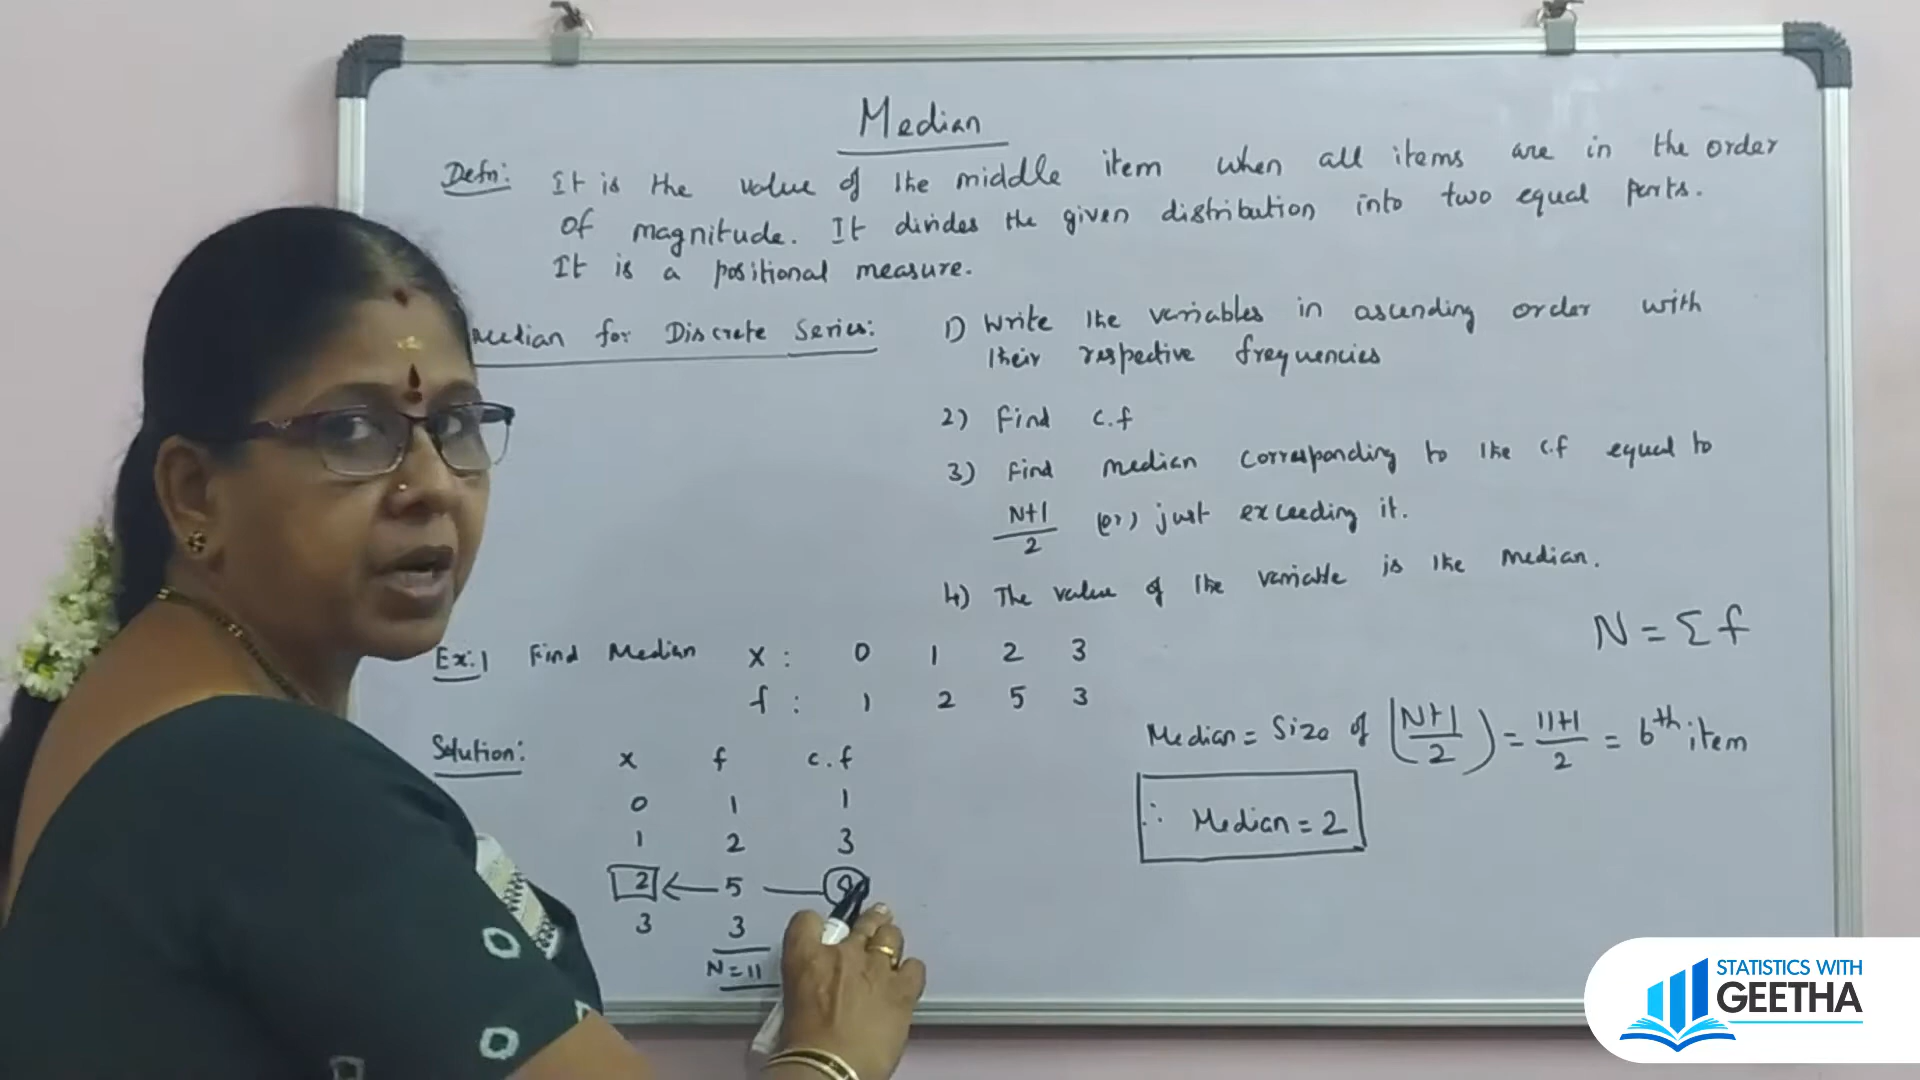 Median
Defn: It is the value of the middle item when all items are in the order
of magnitude. It divides the given distribution into two equal parts.
It is a positional measure.
Median for Discrete Series:
1) Write the variables in ascending order with
their respective frequencies
2) Find c.f
3) Find median corresponding to the c.f equal to
N+1/2 (or) just exceeding it.
4) The value of the variable is the median.
N = Σf
Ex:1 Find Median X : 0 1 2 3
f : 1 2 5 3
Solution:
x f c.f
0 1 1
1 2 3
2 ← 5 —
3 3
N = 11
Median = Size of (N+1/2) = 11+1/2 = 6th item
∴ Median = 2
STATISTICS WITH
GEETHA